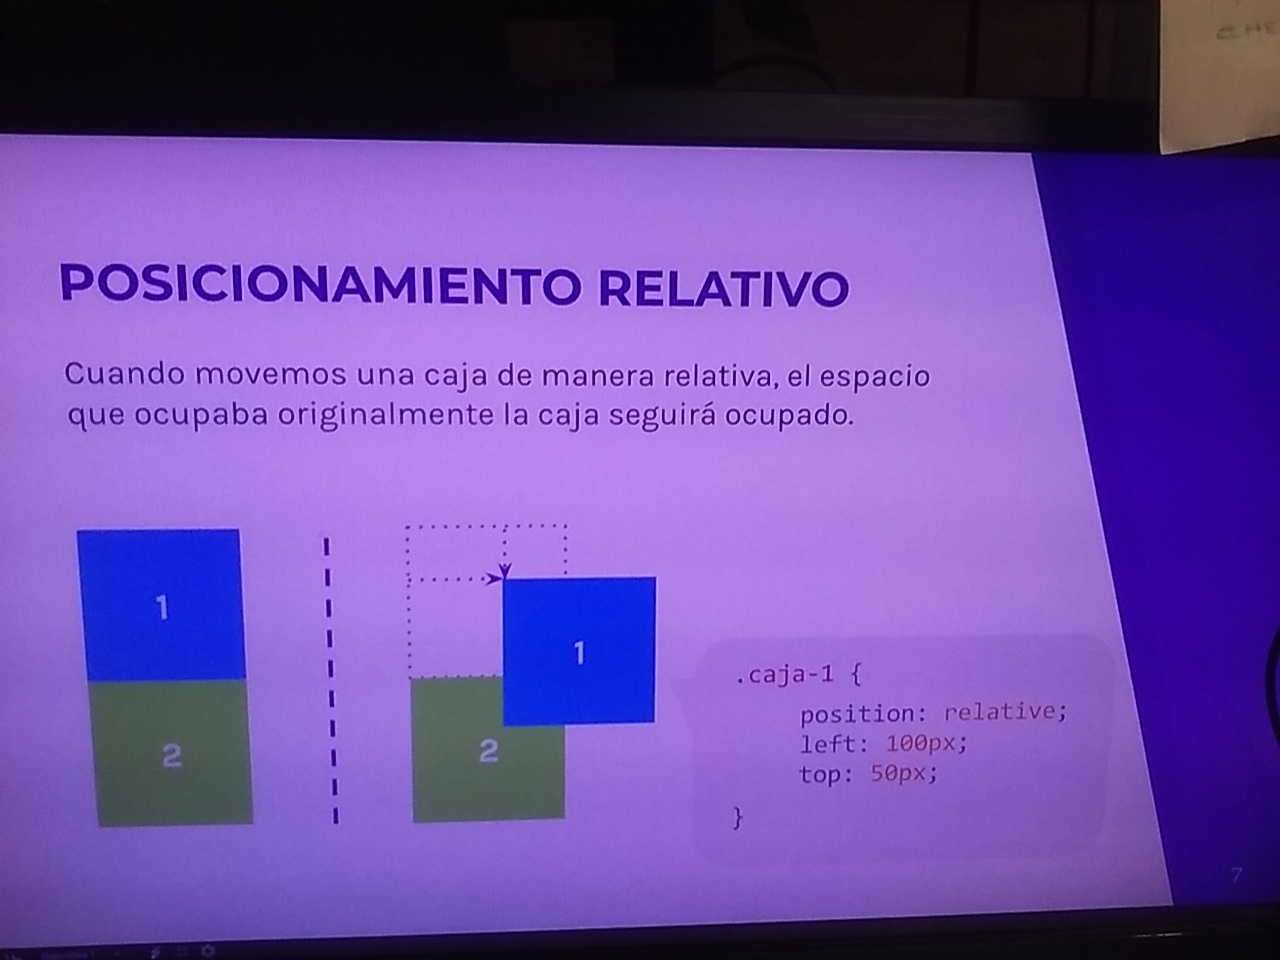 POSICIONAMIENTO RELATIVO
Cuando movemos una caja de manera relativa, el espacio
que ocupaba originalmente la caja seguirá ocupado.
1
2
1
2
.caja-1 {
position: relative;
left: 100px;
top: 50px;
}
7